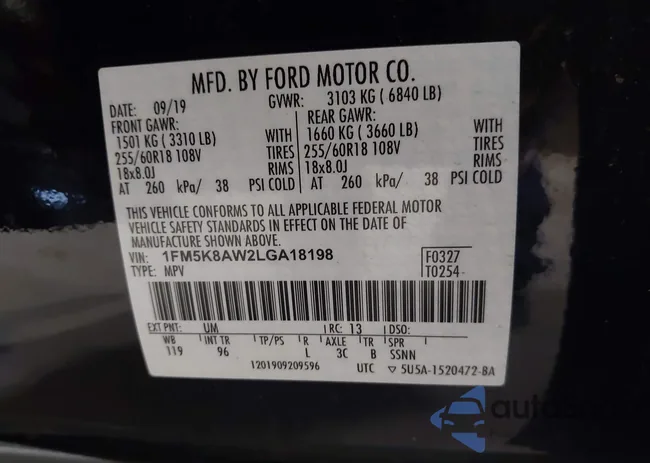 MFD. BY FORD MOTOR CO.
DATE: 09/19 GVWR: 3103 KG ( 6840 LB)
FRONT GAWR: REAR GAWR:
1501 KG ( 3310 LB) WITH 1660 KG ( 3660 LB) WITH
255/60R18 108V TIRES 255/60R18 108V TIRES
18x8.0J RIMS 18x8.0J RIMS
AT 260 kPa/ 38 PSI COLD AT 260 kPa/ 38 PSI COLD
THIS VEHICLE CONFORMS TO ALL APPLICABLE FEDERAL MOTOR
VEHICLE SAFETY STANDARDS IN EFFECT ON THE DATE OF
MANUFACTURE SHOWN ABOVE.
VIN: 1FM5K8AW2LGA18198 F0327
TYPE: MPV T0254-
EXT PNT: UM RC: 13 DSO:
WB INT TR TP/PS R AXLE TR SPR
119 96 L 3C B SSNN
1201909209596 UTC ▽ 5U5A-1520472-BA